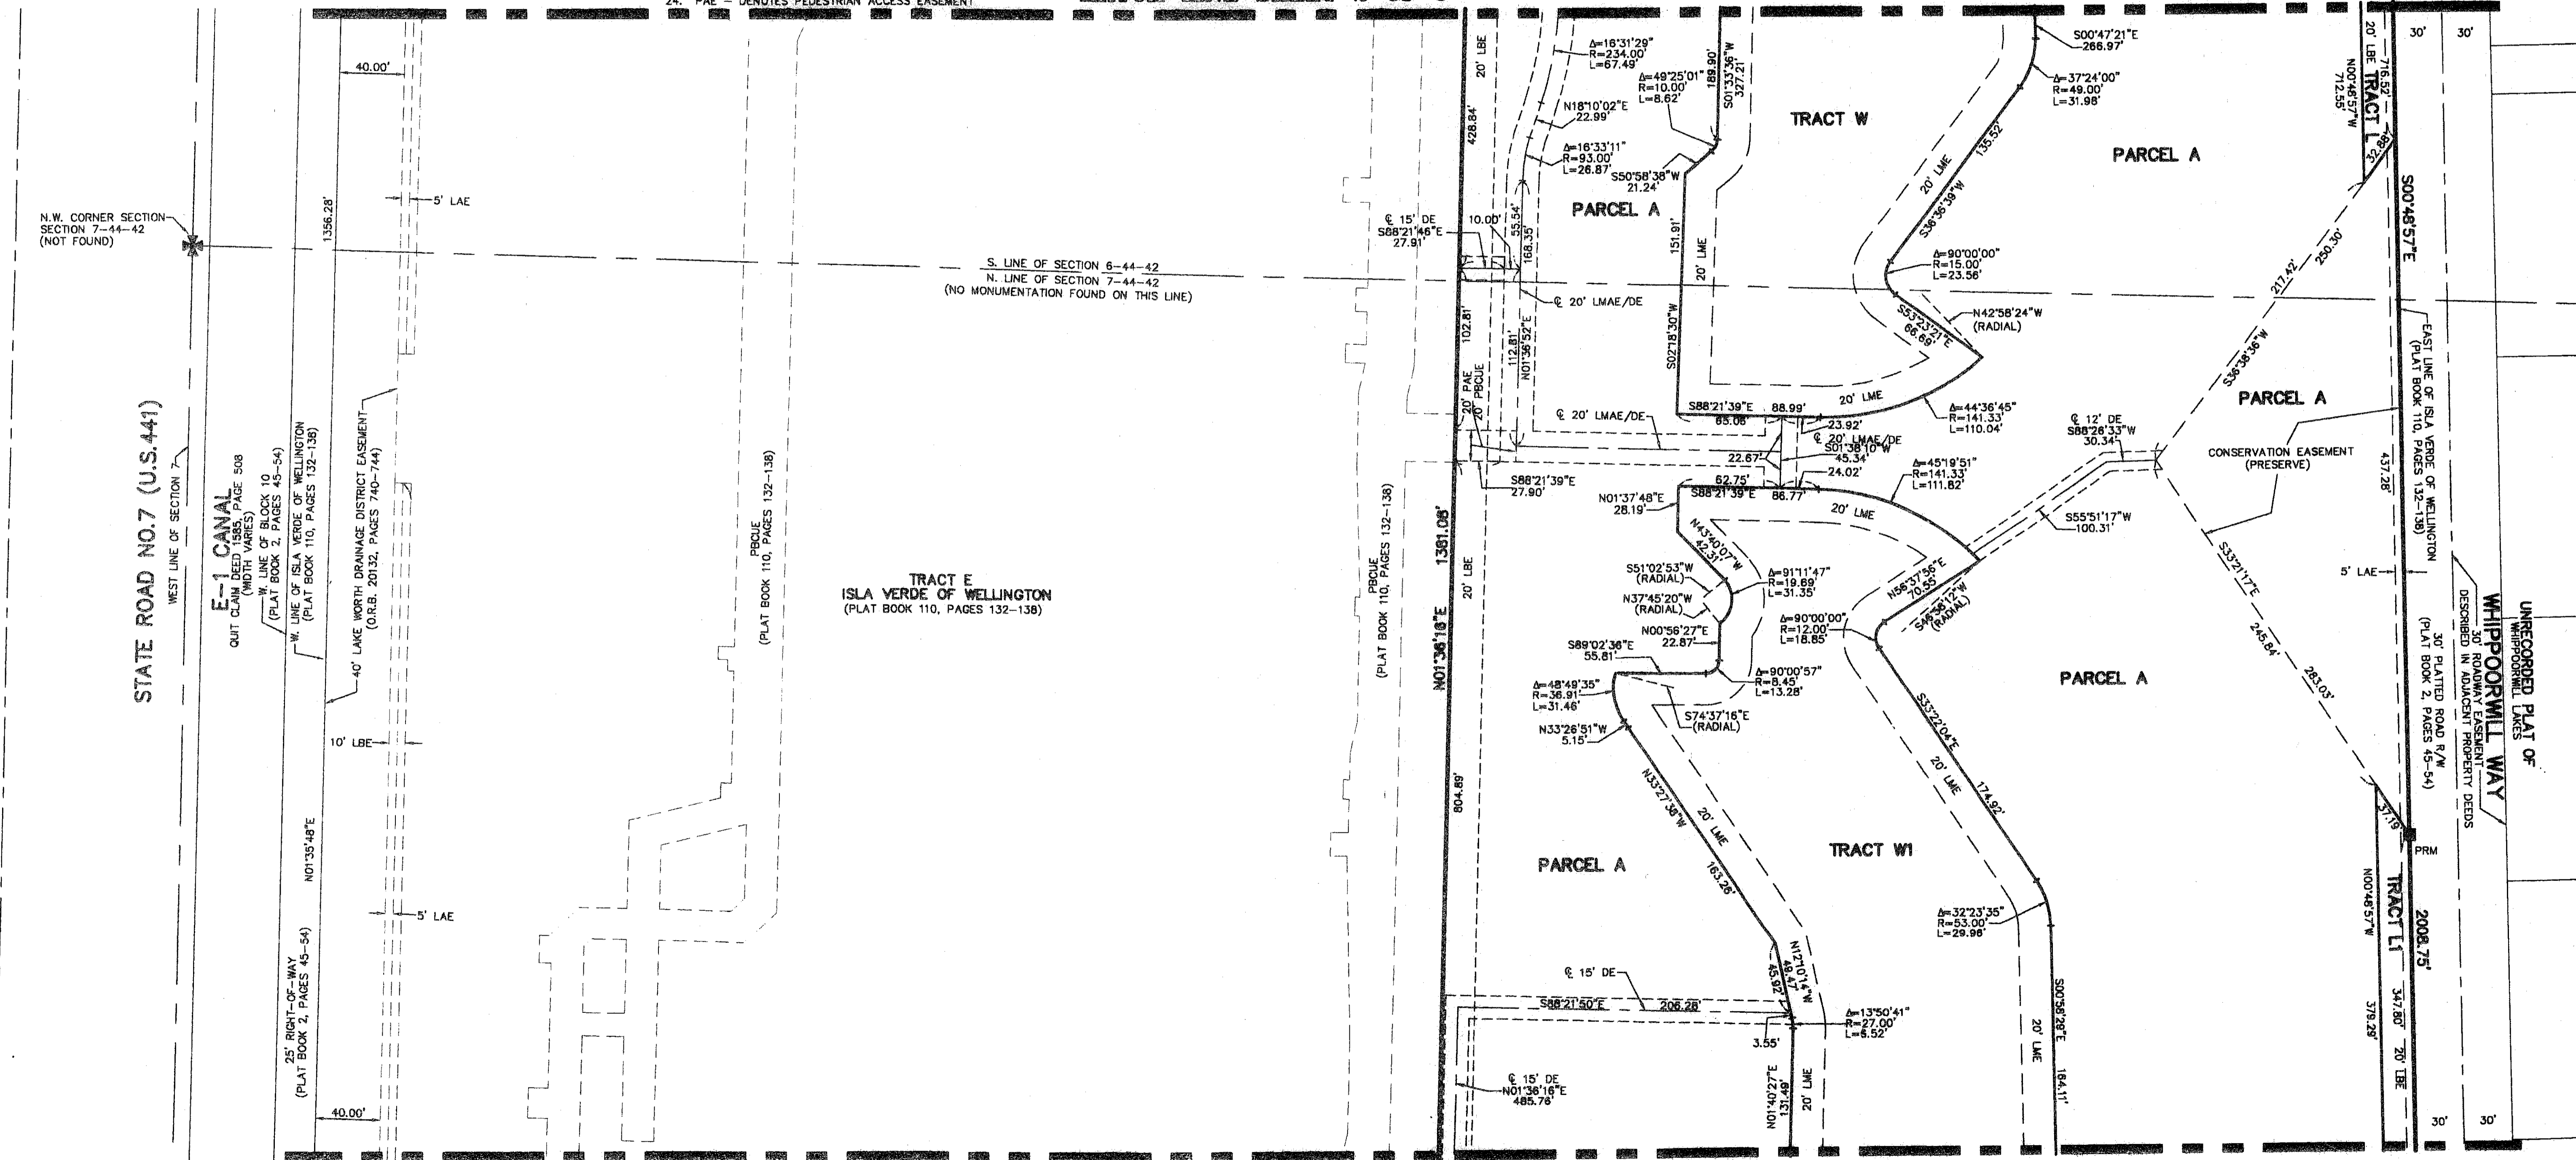 24. PAE - DENOTES PEDESTRIAN ACCESS EASEMENT
N.W. CORNER SECTION
SECTION 7-44-42
(NOT FOUND)
STATE ROAD NO.7 (U.S.441)
WEST LINE OF SECTION 7
E-1 CANAL
QUIT CLAIM DEED 1585, PAGE 508
(WIDTH VARIES)
W. LINE OF BLOCK 10
(PLAT BOOK 2, PAGES 45-54)
W. LINE OF ISLA VERDE OF WELLINGTON
(PLAT BOOK 110, PAGES 132-138)
1356.28'
N01°35'48"E
25' RIGHT-OF-WAY
(PLAT BOOK 2, PAGES 45-54)
40.00'
5' LAE
40' LAKE WORTH DRAINAGE DISTRICT EASEMENT
(O.R.B. 20132, PAGES 740-744)
10' LBE
5' LAE
40.00'
S. LINE OF SECTION 6-44-42
N. LINE OF SECTION 7-44-42
(NO MONUMENTATION FOUND ON THIS LINE)
PBCUE
(PLAT BOOK 110, PAGES 132-138)
TRACT E
ISLA VERDE OF WELLINGTON
(PLAT BOOK 110, PAGES 132-138)
PBCUE
(PLAT BOOK 110, PAGES 132-138)
N01°36'16"E 1381.08'
20' LBE
428.84'
102.81'
20' PAE
20' PBCUE
20' LBE
804.89'
Δ=16°31'29"
R=234.00'
L=67.49'
N18°10'02"E
22.99'
Δ=16°33'11"
R=93.00'
L=26.87'
℄ 15' DE
S88°21'46"E
27.91'
10.00'
55.54'
168.35'
℄ 20' LMAE/DE
112.81'
N01°36'52"E
PARCEL A
Δ=49°25'01"
R=10.00'
L=8.62'
189.90'
S01°33'36"W
327.21'
S50°58'38"W
21.24'
151.91'
20' LME
S02°18'30"W
TRACT W
S00°47'21"E
266.97'
Δ=37°24'00"
R=49.00'
L=31.98'
135.52'
20' LME
S36°36'39"W
Δ=90°00'00"
R=15.00'
L=23.56'
S53°23'21"E
66.69'
N42°58'24"W
(RADIAL)
20' LME
Δ=44°36'45"
R=141.33'
L=110.04'
S88°21'39"E 88.99'
65.06'
23.92'
℄ 20' LMAE/DE
℄ 20' LMAE/DE
S01°38'10"W
45.34'
22.67'
24.02'
S88°21'39"E
27.90'
62.75'
S88°21'39"E 86.77'
Δ=45°19'51"
R=141.33'
L=111.82'
20' LME
N01°37'48"E
28.19'
N43°40'07"W
42.31'
S51°02'53"W
(RADIAL)
N37°45'20"W
(RADIAL)
Δ=91°11'47"
R=19.69'
L=31.35'
N00°56'27"E
22.87'
S89°02'36"E
55.81'
Δ=90°00'57"
R=8.45'
L=13.28'
Δ=48°49'35"
R=36.91'
L=31.46'
S74°37'16"E
(RADIAL)
N33°26'51"W
5.15'
N33°27'38"W
163.26'
20' LME
N56°37'56"E
70.55'
S46°58'12"W
(RADIAL)
Δ=90°00'00"
R=12.00'
L=18.85'
S33°22'04"E
174.92'
20' LME
TRACT W1
PARCEL A
Δ=32°23'35"
R=53.00'
L=29.96'
N12°10'14"W
49.47'
45.92'
℄ 15' DE
S88°21'50"E 206.28'
Δ=13°50'41"
R=27.00'
L=6.52'
3.55'
℄ 15' DE
N01°36'16"E
485.76'
N01°40'27"E
131.49'
20' LME
20' LME
S00°58'29"E
164.11'
PARCEL A
PARCEL A
PARCEL A
217.42'
250.30'
S36°38'36"W
32.88'
℄ 12' DE
S88°26'33"W
30.34'
S55°51'17"W
100.31'
CONSERVATION EASEMENT
(PRESERVE)
S33°21'17"E
245.84'
283.03'
37.19'
20' LBE
TRACT L
N00°48'57"W
712.55'
716.52'
S00°48'57"E
437.28'
EAST LINE OF ISLA VERDE OF WELLINGTON
(PLAT BOOK 110, PAGES 132-138)
5' LAE
30' PLATTED ROAD R/W
(PLAT BOOK 2, PAGES 45-54)
30' ROADWAY EASEMENT
DESCRIBED IN ADJACENT PROPERTY DEEDS
WHIPPOORWILL WAY
UNRECORDED PLAT OF
WHIPPOORWILL LAKES
PRM
TRACT L1
N00°48'57"W
379.29'
347.80'
20' LBE
2008.75'
30' 30'
30' 30'